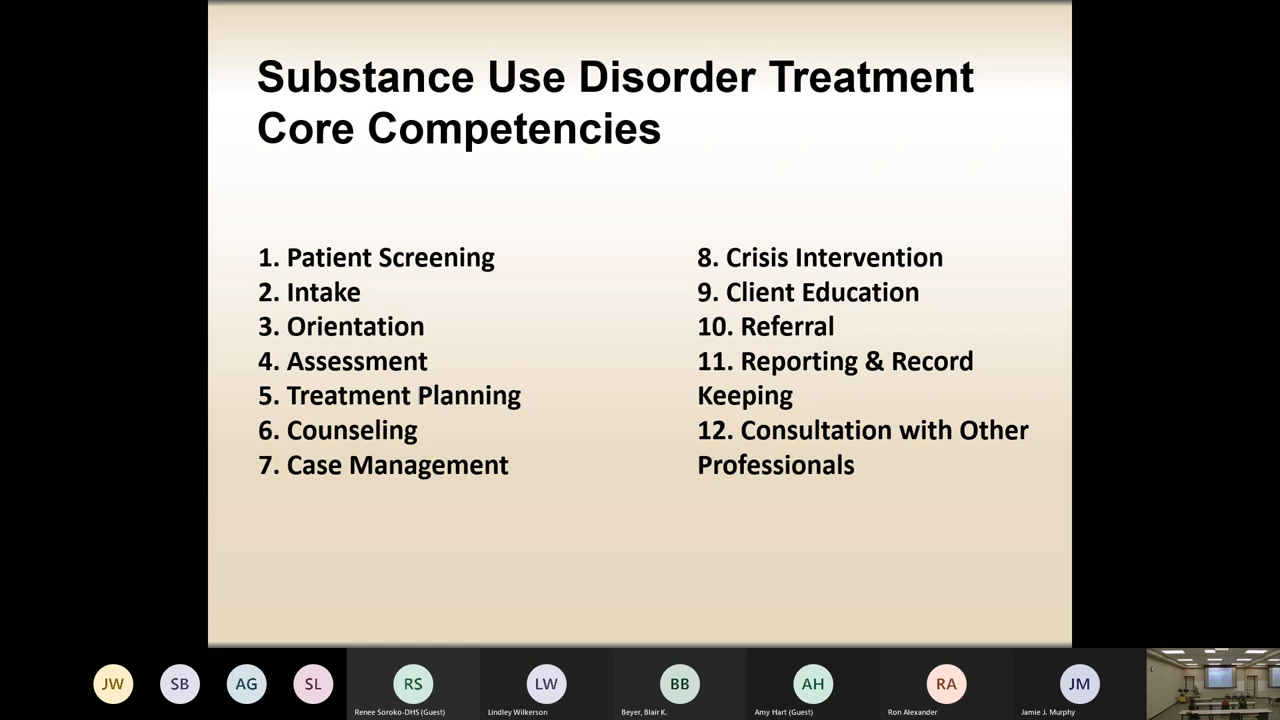 Substance Use Disorder Treatment
Core Competencies
1. Patient Screening
2. Intake
3. Orientation
4. Assessment
5. Treatment Planning
6. Counseling
7. Case Management
8. Crisis Intervention
9. Client Education
10. Referral
11. Reporting & Record
Keeping
12. Consultation with Other
Professionals
JW
SB
AG
SL
RS
LW
BB
AH
RA
JM
Renee Soroko-DHS (Guest)
Lindley Wilkerson
Beyer, Blair K.
Amy Hart (Guest)
Ron Alexander
Jamie J. Murphy